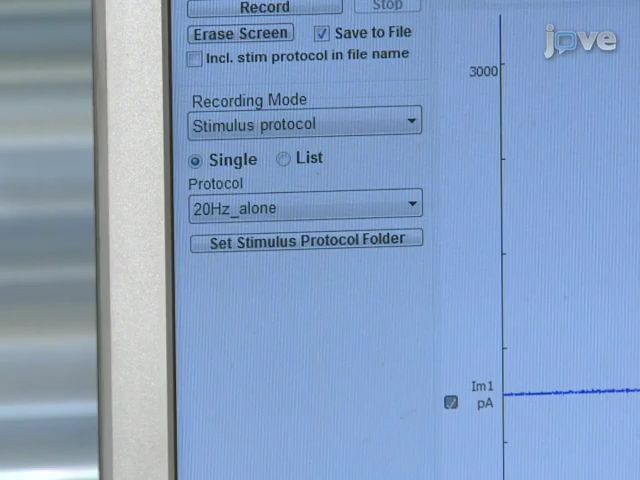 Record
Stop
Erase Screen
Save to File
Incl. stim protocol in file name
Recording Mode
Stimulus protocol
Single
List
Protocol
20Hz_alone
Set Stimulus Protocol Folder
jove
3000
Im1
pA